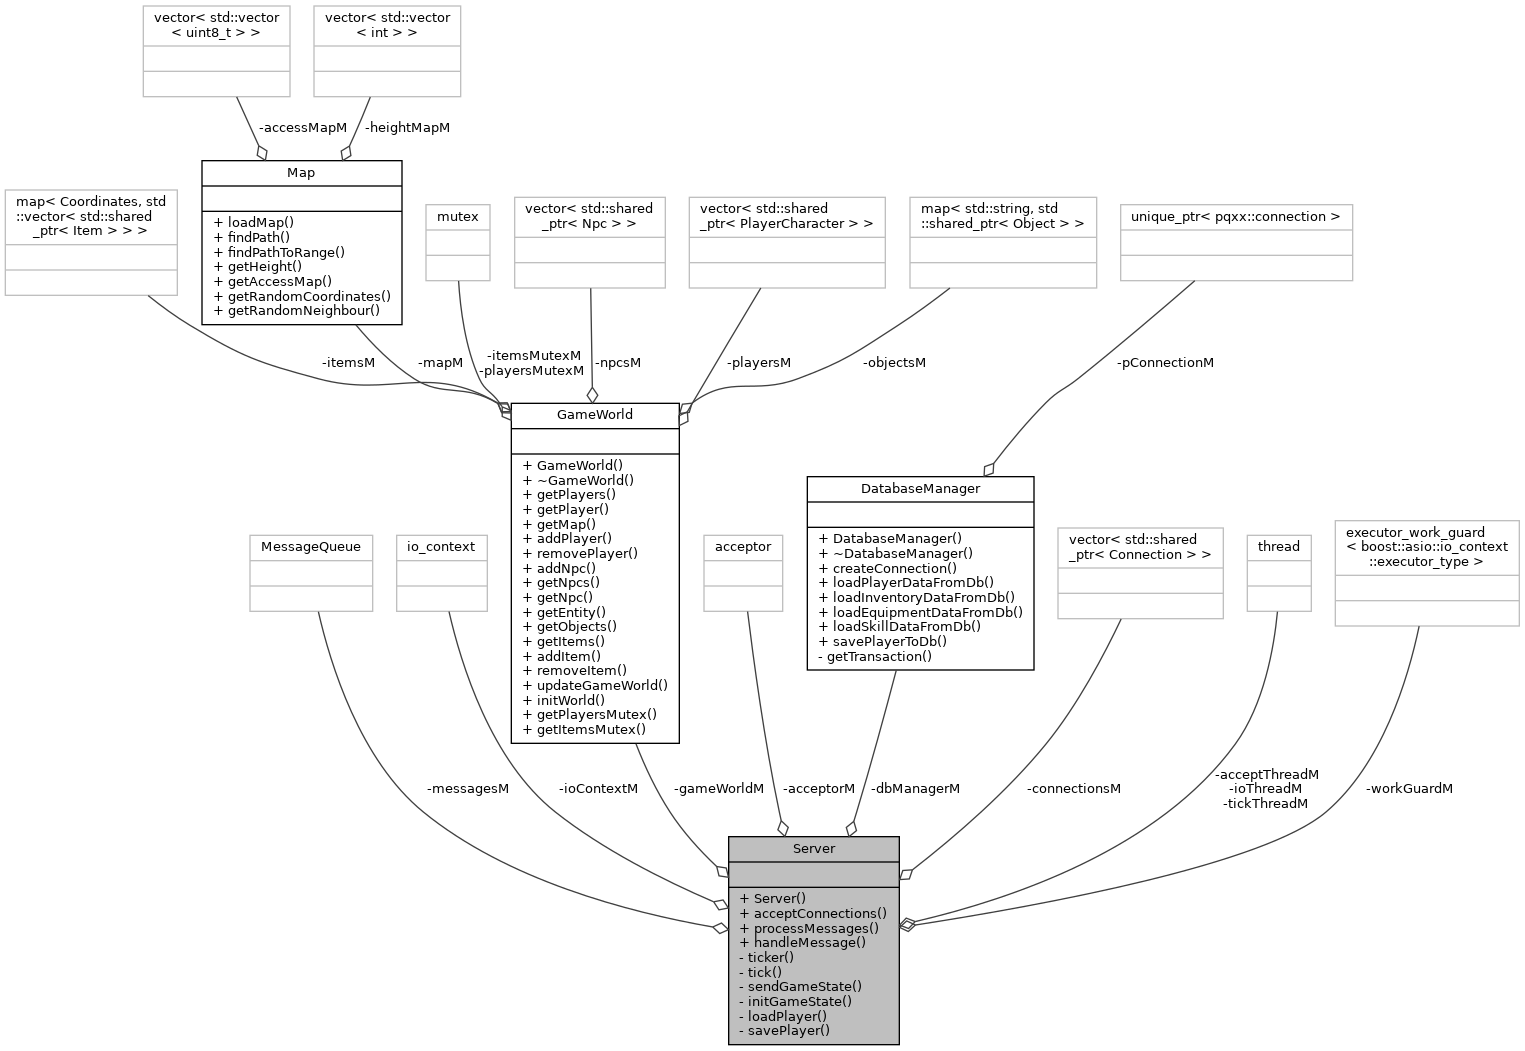 vector< std::vector
< uint8_t > >
vector< std::vector
< int > >
-accessMapM
-heightMapM
Map
+ loadMap()
+ findPath()
+ findPathToRange()
+ getHeight()
+ getAccessMap()
+ getRandomCoordinates()
+ getRandomNeighbour()
map< Coordinates, std
::vector< std::shared
_ptr< Item > > >
mutex
vector< std::shared
_ptr< Npc > >
vector< std::shared
_ptr< PlayerCharacter > >
map< std::string, std
::shared_ptr< Object > >
unique_ptr< pqxx::connection >
-itemsM
-mapM
-itemsMutexM
-playersMutexM
-npcsM
-playersM
-objectsM
-pConnectionM
GameWorld
+ GameWorld()
+ ~GameWorld()
+ getPlayers()
+ getPlayer()
+ getMap()
+ addPlayer()
+ removePlayer()
+ addNpc()
+ getNpcs()
+ getNpc()
+ getEntity()
+ getObjects()
+ getItems()
+ addItem()
+ removeItem()
+ updateGameWorld()
+ initWorld()
+ getPlayersMutex()
+ getItemsMutex()
DatabaseManager
+ DatabaseManager()
+ ~DatabaseManager()
+ createConnection()
+ loadPlayerDataFromDb()
+ loadInventoryDataFromDb()
+ loadEquipmentDataFromDb()
+ loadSkillDataFromDb()
+ savePlayerToDb()
- getTransaction()
MessageQueue
io_context
acceptor
vector< std::shared
_ptr< Connection > >
thread
executor_work_guard
< boost::asio::io_context
::executor_type >
-messagesM
-ioContextM
-gameWorldM
-acceptorM
-dbManagerM
-connectionsM
-acceptThreadM
-ioThreadM
-tickThreadM
-workGuardM
Server
+ Server()
+ acceptConnections()
+ processMessages()
+ handleMessage()
- ticker()
- tick()
- sendGameState()
- initGameState()
- loadPlayer()
- savePlayer()